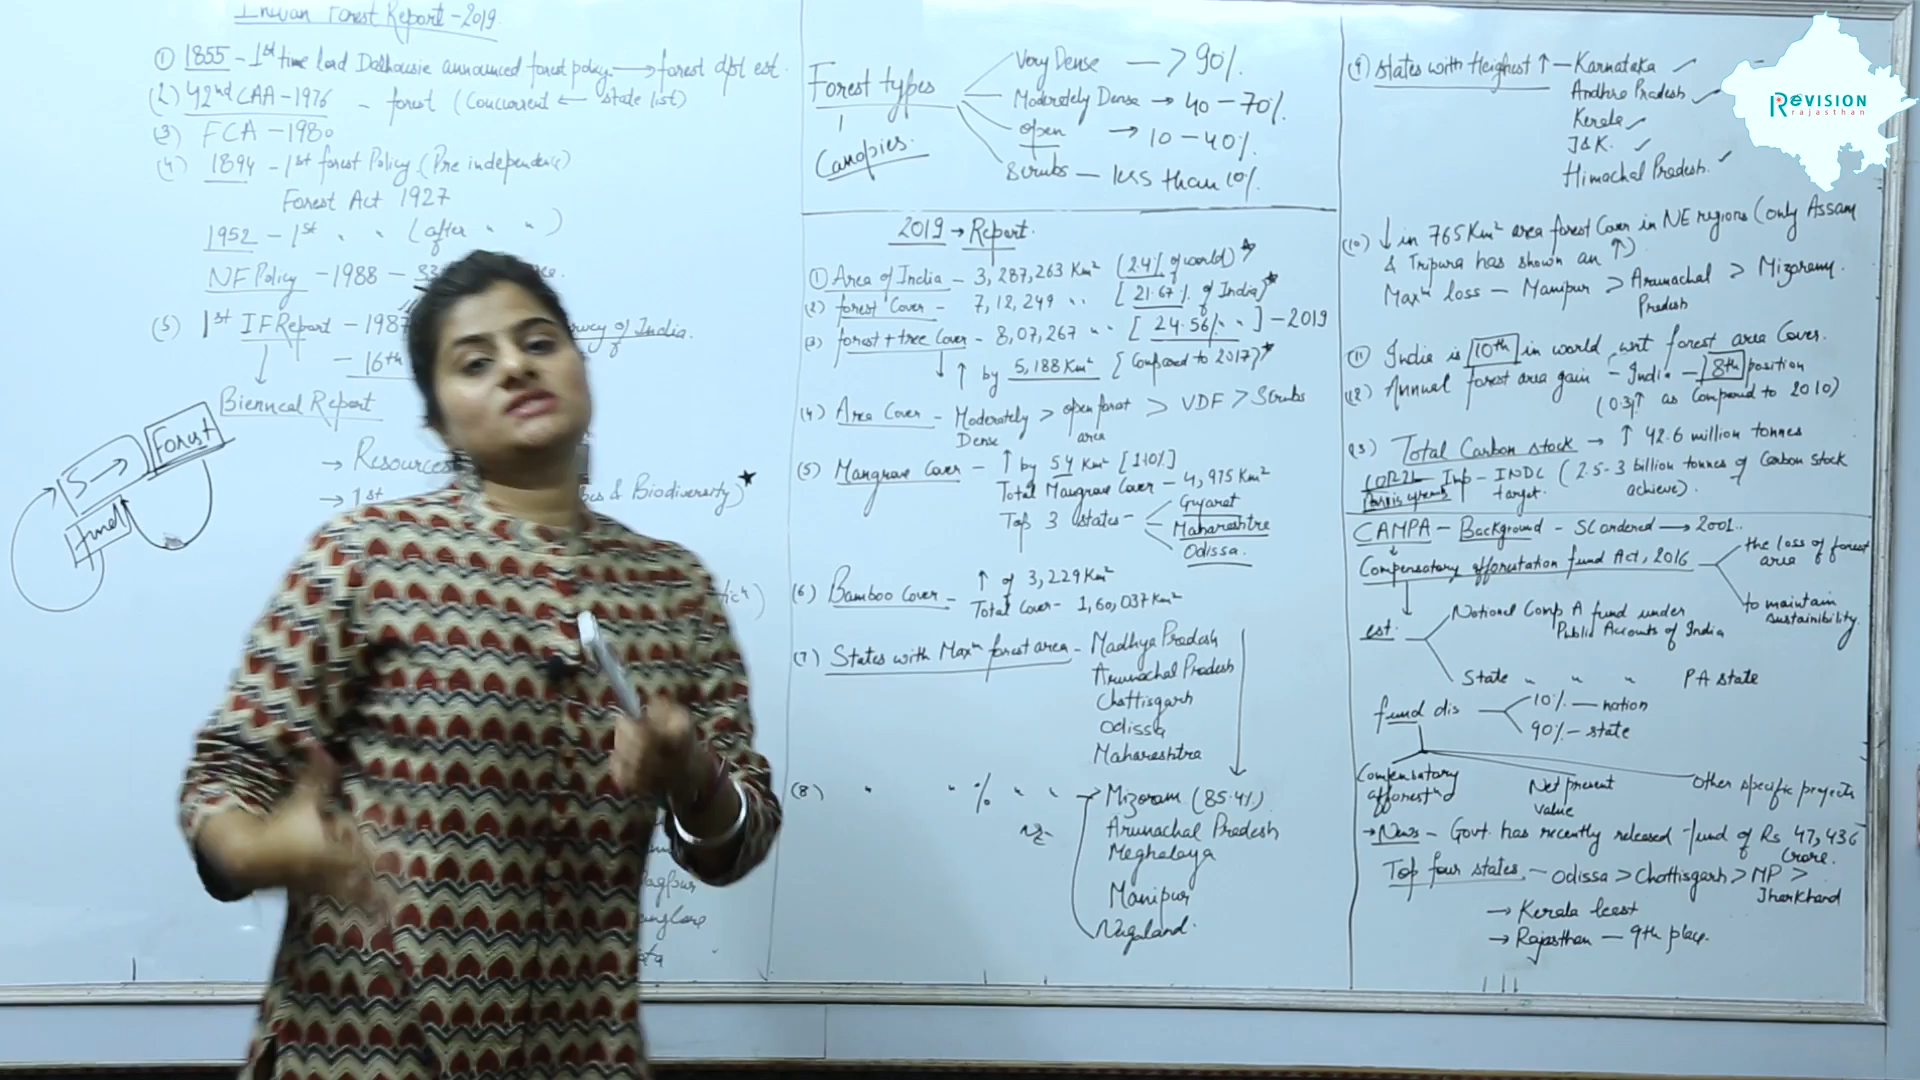 Indian Forest Report - 2019.
① 1855 - 1st time lord Dalhousie announced forest policy → forest dpt est.
(2) 42nd CAA - 1976 - forest (Concurrent ← state list)
(3) FCA - 1980
(4) 1894 - 1st forest Policy (Pre independence)
Forest Act 1927
1952 - 1st " " (after " " )
NF Policy - 1988 -
(5) 1st IF Report - 1987 of India.
- 16th
Bienneal Report
→ Resources
→ 1st & Biodiversity) ★
S →
Forest
fund
Forest types
Canopies.
Very Dense — > 90%.
Moderately Dense → 40 - 70%.
open → 10 - 40%.
Scrubs — less than 10%.
2019 → Report.
① Area of India - 3,287,263 Km² (2.4% of world) ★
(2) forest Cover - 7,12,249 " [21.67% of India] ★
(3) forest + tree Cover - 8,07,267 " [24.56% " "] - 2019
↑ by 5,188 Km² [Compared to 2017] ★
(4) Area Cover - Moderately Dense > open forest area > VDF > Scrubs
(5) Mangrove Cover - ↑ by 54 Km² [1.10%]
Total Mangrove Cover - 4,975 Km²
Top 3 states - Gujarat
Maharashtra
Odissa.
(6) Bamboo Cover - ↑ of 3,229 Km²
Total Cover - 1,60,037 Km²
(7) States with Maxm forest area - Madhya Pradesh
Arunachal Pradesh
Chattisgarh
Odissa
Maharashtra
(8) " " % " " → Mizoram (85.4%)
Arunachal Pradesh
Meghalaya
Manipur
Nagaland.
(9) states with Heighest ↑ - Karnataka
Andhra Pradesh
Kerala
J&K.
Himachal Pradesh.
(10) ↓ in 765 Km² area forest Cover in NE regions (only Assam
& Tripura has shown an ↑)
Maxm loss - Manipur > Arunachal Pradesh > Mizoram.
(11) India is 10th in world wrt forest area Cover.
(12) Annual forest area gain - India - 8th position
(0.3)↑ as Compared to 2010)
(13) Total Carbon stock → ↑ 42.6 million tonnes
COP21 Imp - INDC target. (2.5 - 3 billion tonnes of Carbon stock
achieve).
CAMPA - Background - SC ordered → 2001.
Compensatory afforestation fund Act, 2016
the loss of forest area
to maintain sustainibility.
est.
National Comp A fund under
Public Accounts of India
State " " " PA state
fund dis
10% - nation
90% - state
Compensatory
Net present value
Other specific projects
→ News - Govt. has recently released fund of Rs 47,436 Crore.
Top four states - Odissa > Chattisgarh > MP > Jharkhand
→ Kerala least
→ Rajasthan - 9th place.
ReVISION
rajasthan